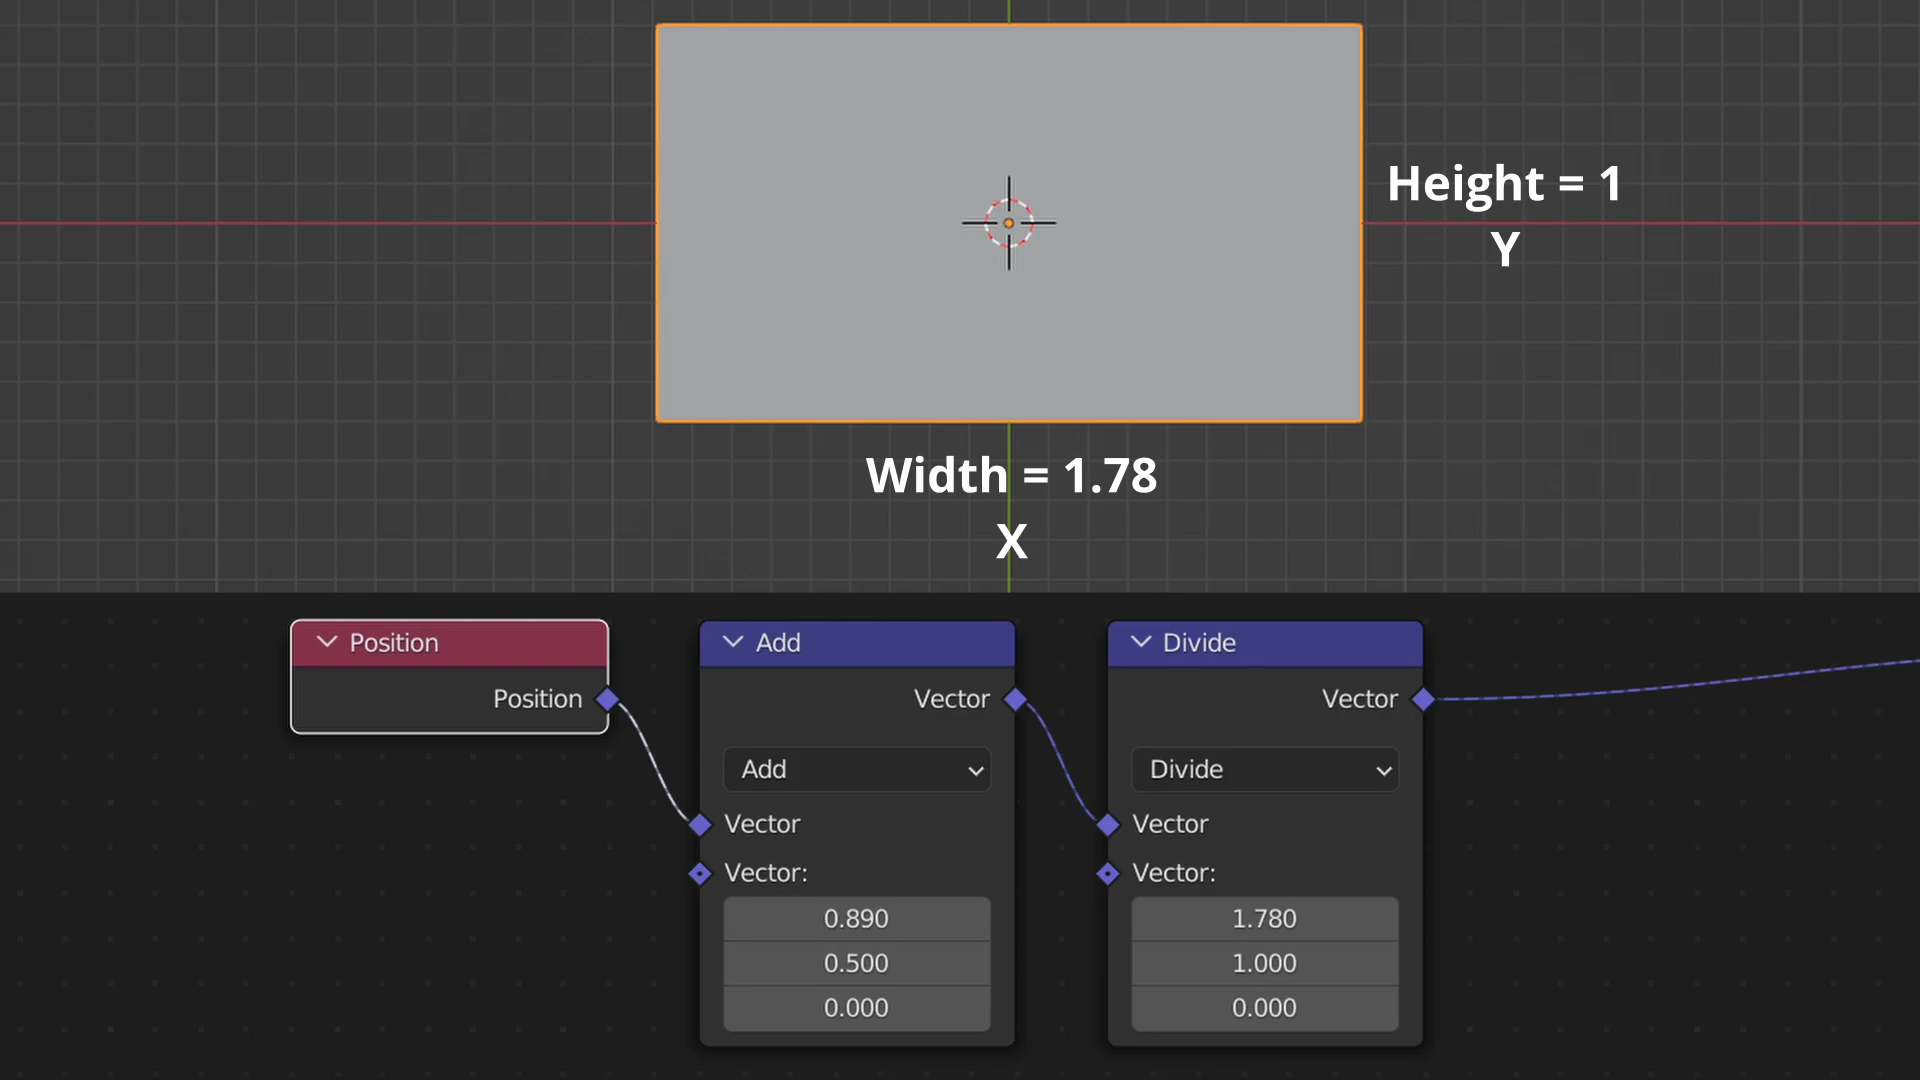 Height = 1
Y
Width = 1.78
X
Position
Position
Add
Vector
Add
Vector
Vector:
0.890
0.500
0.000
Divide
Vector
Divide
Vector
Vector:
1.780
1.000
0.000